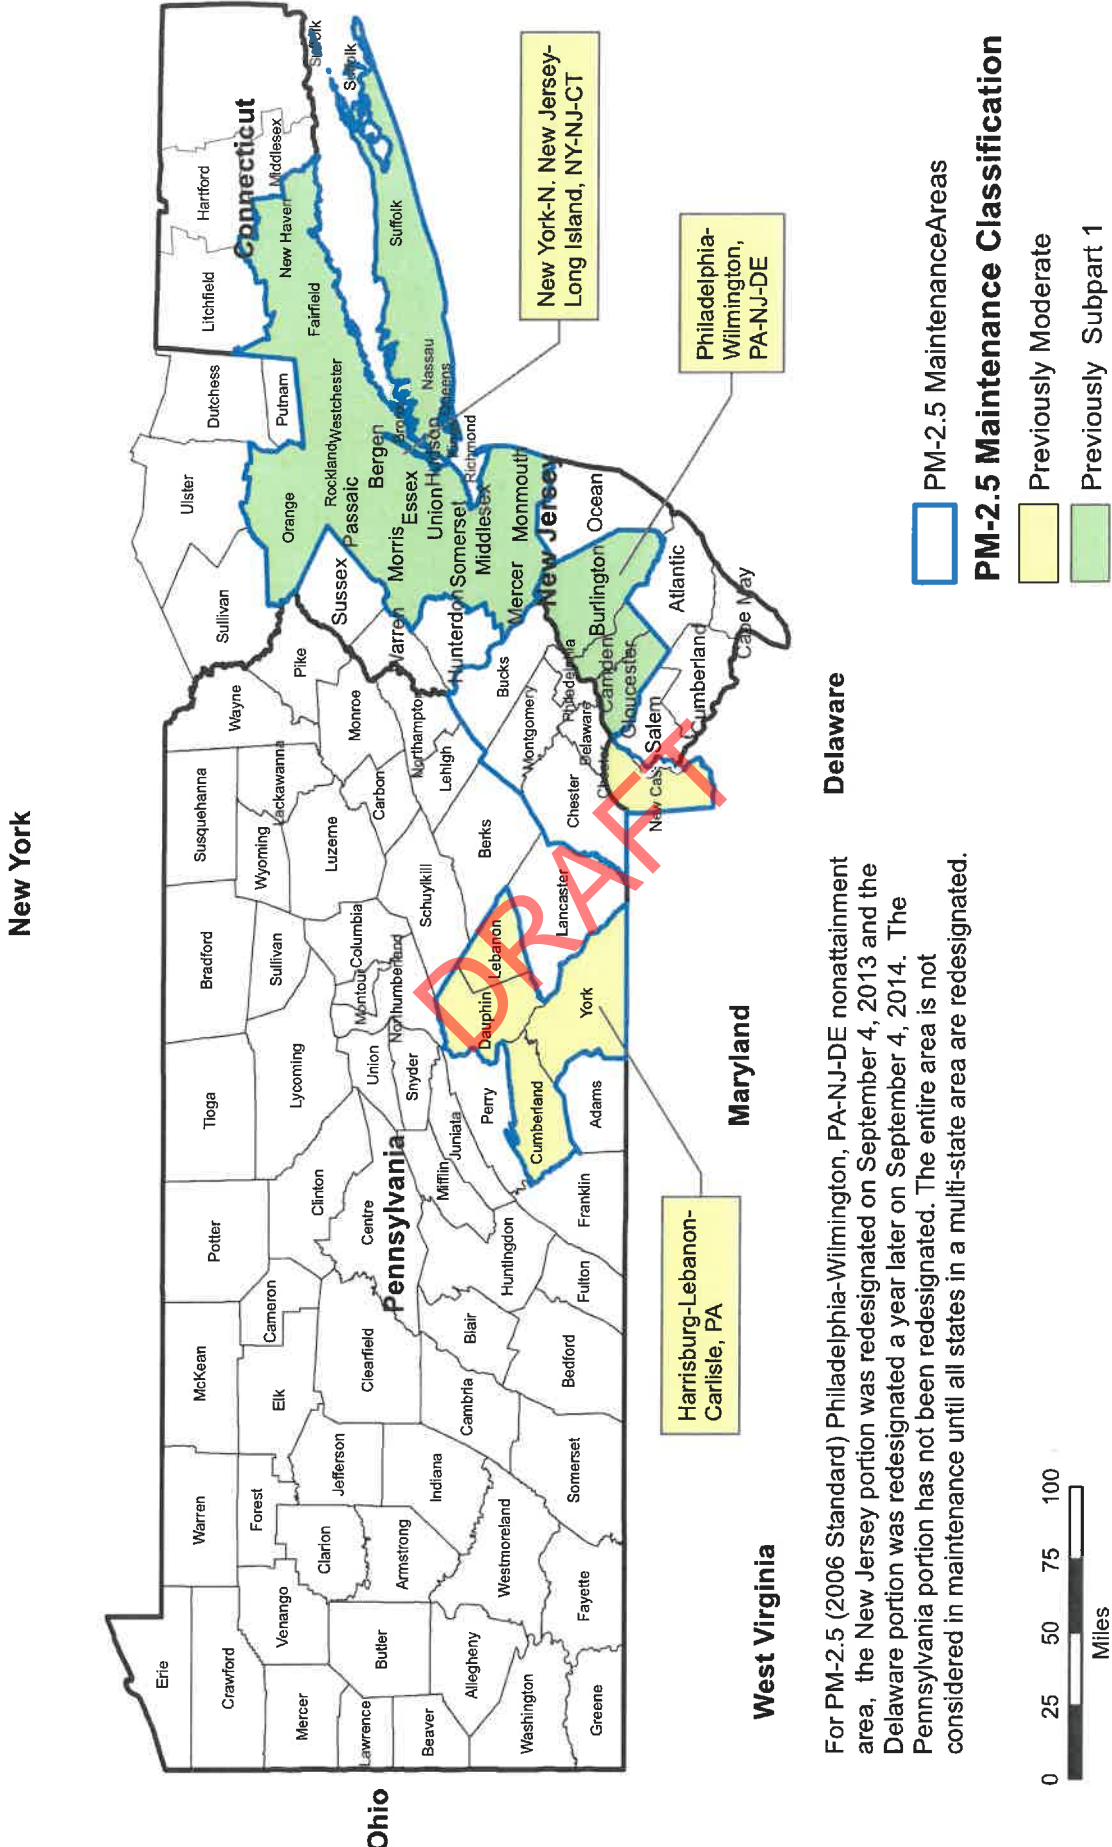 New York
Connecticut
Hartford
Litchfield
Middlesex
New Haven
Fairfield
Suffolk
Suffolk
Suffolk
Dutchess
Putnam
Ulster
Sullivan
Orange
Rockland
Westchester
Nassau
Queens
Bronx
Kings
Richmond
Passaic
Bergen
Essex
Hudson
Union
Morris
Somerset
Middlesex
Monmouth
Mercer
New Jersey
Sussex
Warren
Hunterdon
Ocean
Burlington
Camden
Gloucester
Atlantic
Salem
Cumberland
Cape May
New York-N. New Jersey-
Long Island, NY-NJ-CT
Philadelphia-
Wilmington,
PA-NJ-DE
Erie
Crawford
Mercer
Lawrence
Beaver
Washington
Greene
Allegheny
Butler
Venango
Warren
Forest
Clarion
Armstrong
Westmoreland
Fayette
Somerset
Indiana
Jefferson
Elk
McKean
Cameron
Clearfield
Cambria
Blair
Bedford
Potter
Clinton
Centre
Pennsylvania
Huntingdon
Fulton
Franklin
Mifflin
Juniata
Tioga
Lycoming
Union
Snyder
Perry
Cumberland
Adams
Bradford
Sullivan
Montour
Columbia
Northumberland
Dauphin
Lebanon
York
Lancaster
Susquehanna
Wyoming
Lackawanna
Luzerne
Schuylkill
Berks
Carbon
Wayne
Pike
Monroe
Northampton
Lehigh
Bucks
Montgomery
Philadelphia
Delaware
Chester
Chester
New Cas
Ohio
West Virginia
Maryland
Delaware
Harrisburg-Lebanon-
Carlisle, PA
DRAFT
For PM-2.5 (2006 Standard) Philadelphia-Wilmington, PA-NJ-DE nonattainment
area, the New Jersey portion was redesignated on September 4, 2013 and the
Delaware portion was redesignated a year later on September 4, 2014. The
Pennsylvania portion has not been redesignated. The entire area is not
considered in maintenance until all states in a multi-state area are redesignated.
PM-2.5 MaintenanceAreas
PM-2.5 Maintenance Classification
Previously Moderate
Previously Subpart 1
0 25 50 75 100
Miles